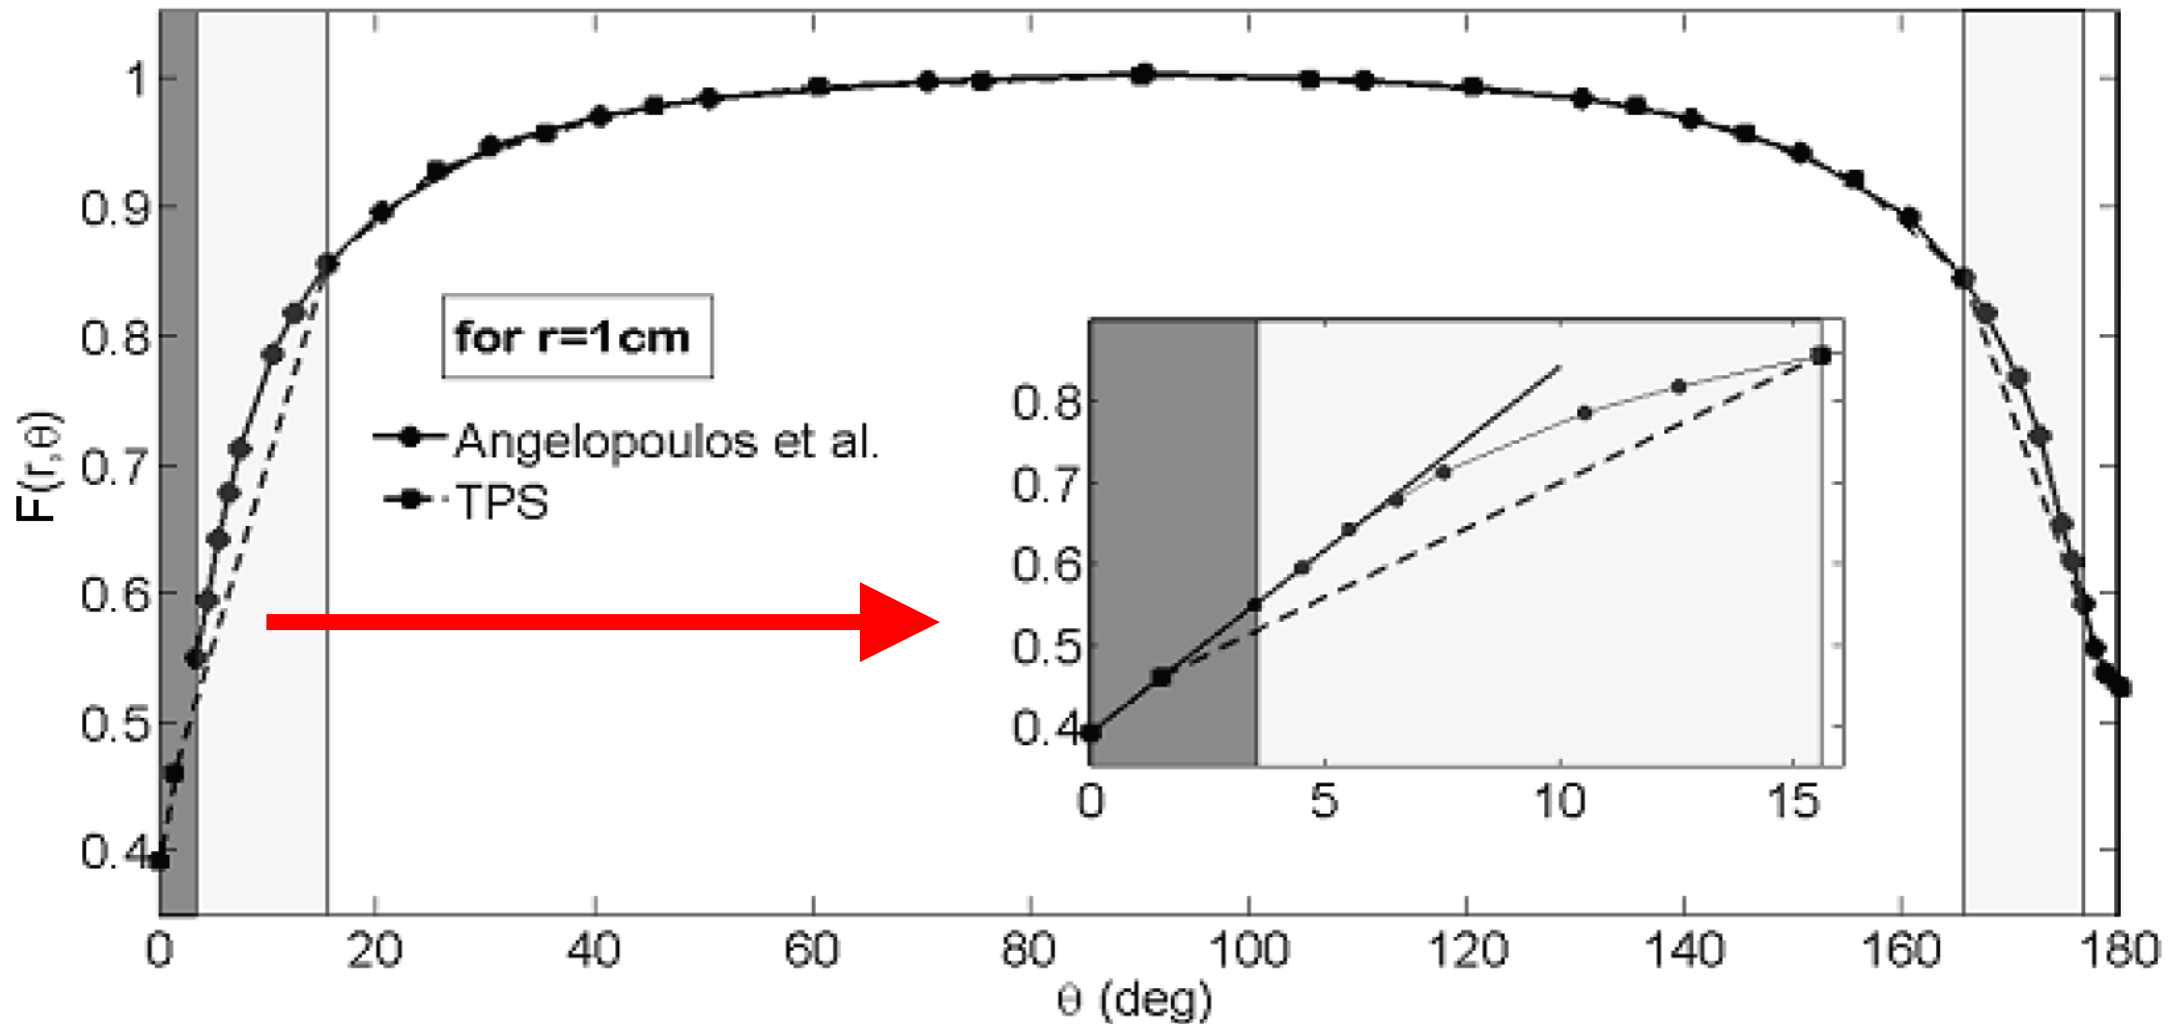 1
0.9
0.8
0.7
0.6
0.5
0.4
F(r,θ)
for r=1cm
Angelopoulos et al.
TPS
0.8
0.7
0.6
0.5
0.4
0 5 10 15
0 20 40 60 80 100 120 140 160 180
θ (deg)